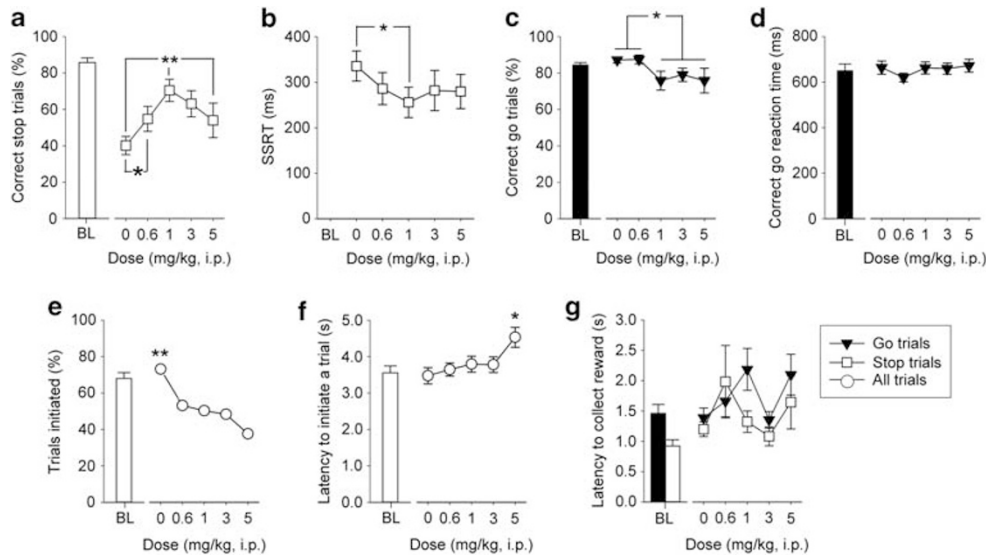 a
Correct stop trials (%)
100
80
60
40
20
0
**
*
BL
0 0.6 1 3 5
Dose (mg/kg, i.p.)
b
SSRT (ms)
400
300
200
100
0
*
BL 0 0.6 1 3 5
Dose (mg/kg, i.p.)
c
Correct go trials (%)
100
80
60
40
20
0
*
BL
0 0.6 1 3 5
Dose (mg/kg, i.p.)
d
Correct go reaction time (ms)
800
600
400
200
0
BL
0 0.6 1 3 5
Dose (mg/kg, i.p.)
e
Trials initiated (%)
100
80
60
40
20
0
**
BL
0 0.6 1 3 5
Dose (mg/kg, i.p.)
f
Latency to initiate a trial (s)
5.0
4.0
3.0
2.0
1.0
0
*
BL
0 0.6 1 3 5
Dose (mg/kg, i.p.)
g
Latency to collect reward (s)
3.0
2.5
2.0
1.5
1.0
0.5
0
BL
0 0.6 1 3 5
Dose (mg/kg, i.p.)
Go trials
Stop trials
All trials